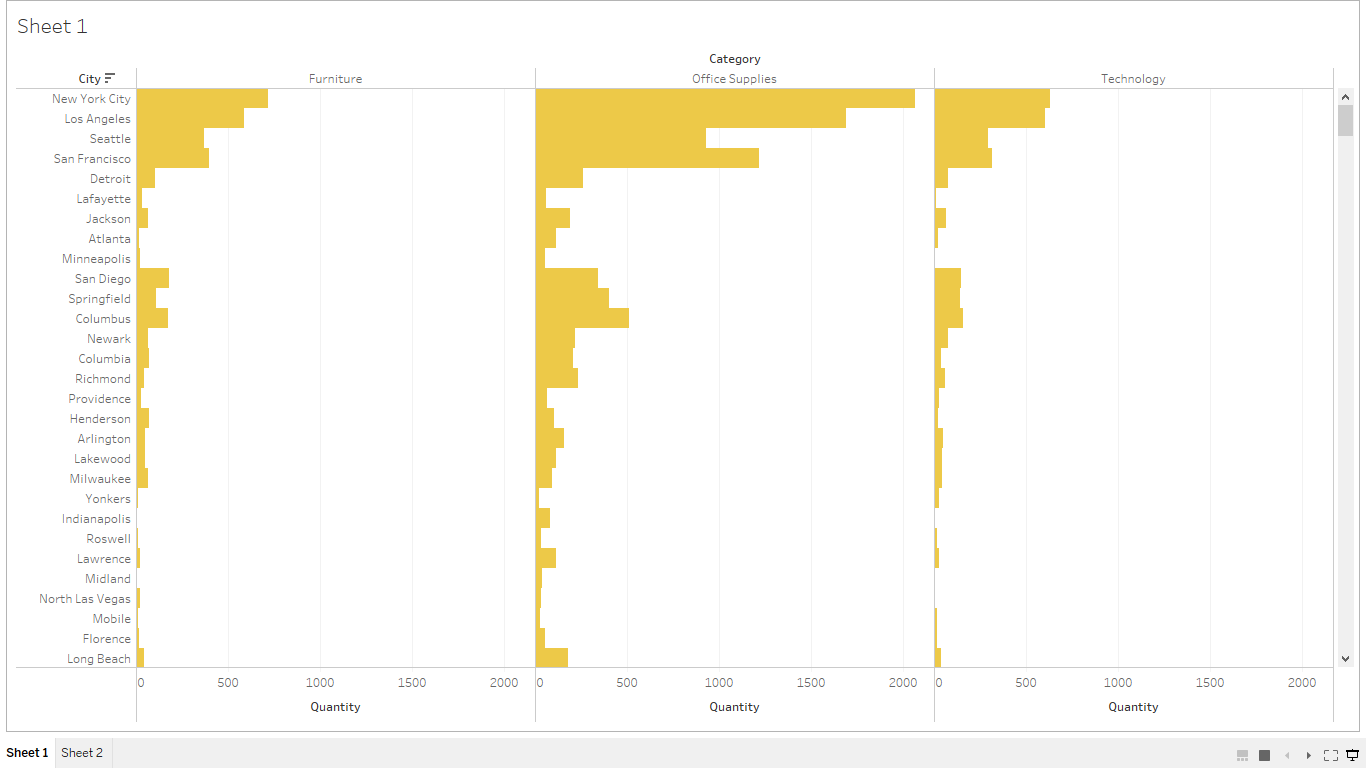 Sheet 1
Category
City Furniture Office Supplies Technology
New York City
Los Angeles
Seattle
San Francisco
Detroit
Lafayette
Jackson
Atlanta
Minneapolis
San Diego
Springfield
Columbus
Newark
Columbia
Richmond
Providence
Henderson
Arlington
Lakewood
Milwaukee
Yonkers
Indianapolis
Roswell
Lawrence
Midland
North Las Vegas
Mobile
Florence
Long Beach
0 500 1000 1500 2000 0 500 1000 1500 2000 0 500 1000 1500 2000
Quantity Quantity Quantity
Sheet 1 Sheet 2